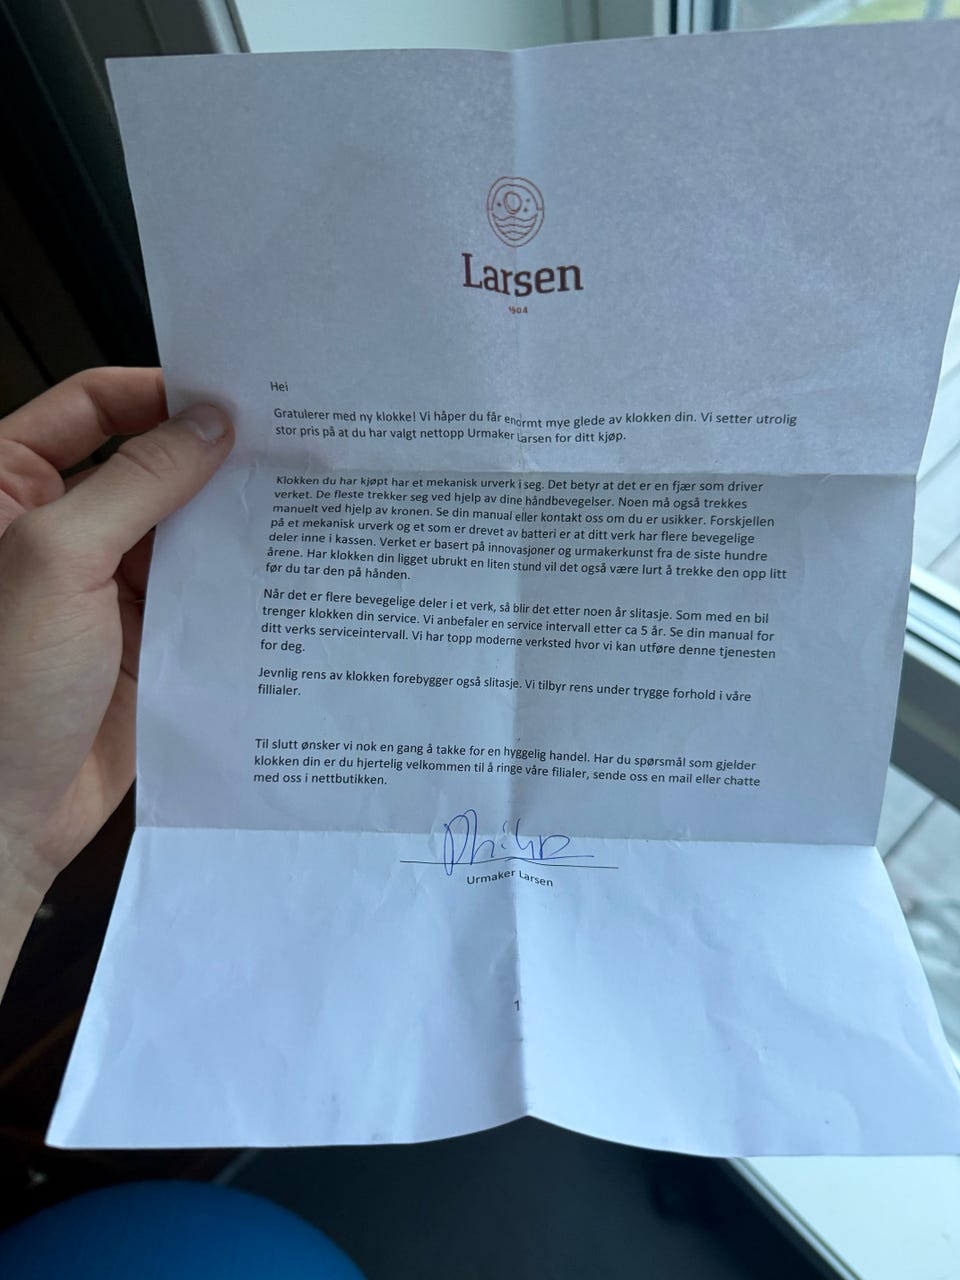 Larsen
1904
Hei
Gratulerer med ny klokke! Vi håper du får enormt mye glede av klokken din. Vi setter utrolig
stor pris på at du har valgt nettopp Urmaker Larsen for ditt kjøp.
Klokken du har kjøpt har et mekanisk urverk i seg. Det betyr at det er en fjær som driver
verket. De fleste trekker seg ved hjelp av dine håndbevegelser. Noen må også trekkes
manuelt ved hjelp av kronen. Se din manual eller kontakt oss om du er usikker. Forskjellen
på et mekanisk urverk og et som er drevet av batteri er at ditt verk har flere bevegelige
deler inne i kassen. Verket er basert på innovasjoner og urmakerkunst fra de siste hundre
årene. Har klokken din ligget ubrukt en liten stund vil det også være lurt å trekke den opp litt
før du tar den på hånden.
Når det er flere bevegelige deler i et verk, så blir det etter noen år slitasje. Som med en bil
trenger klokken din service. Vi anbefaler en service intervall etter ca 5 år. Se din manual for
ditt verks serviceintervall. Vi har topp moderne verksted hvor vi kan utføre denne tjenesten
for deg.
Jevnlig rens av klokken forebygger også slitasje. Vi tilbyr rens under trygge forhold i våre
fillialer.
Til slutt ønsker vi nok en gang å takke for en hyggelig handel. Har du spørsmål som gjelder
klokken din er du hjertelig velkommen til å ringe våre filialer, sende oss en mail eller chatte
med oss i nettbutikken.
Philip
Urmaker Larsen
1